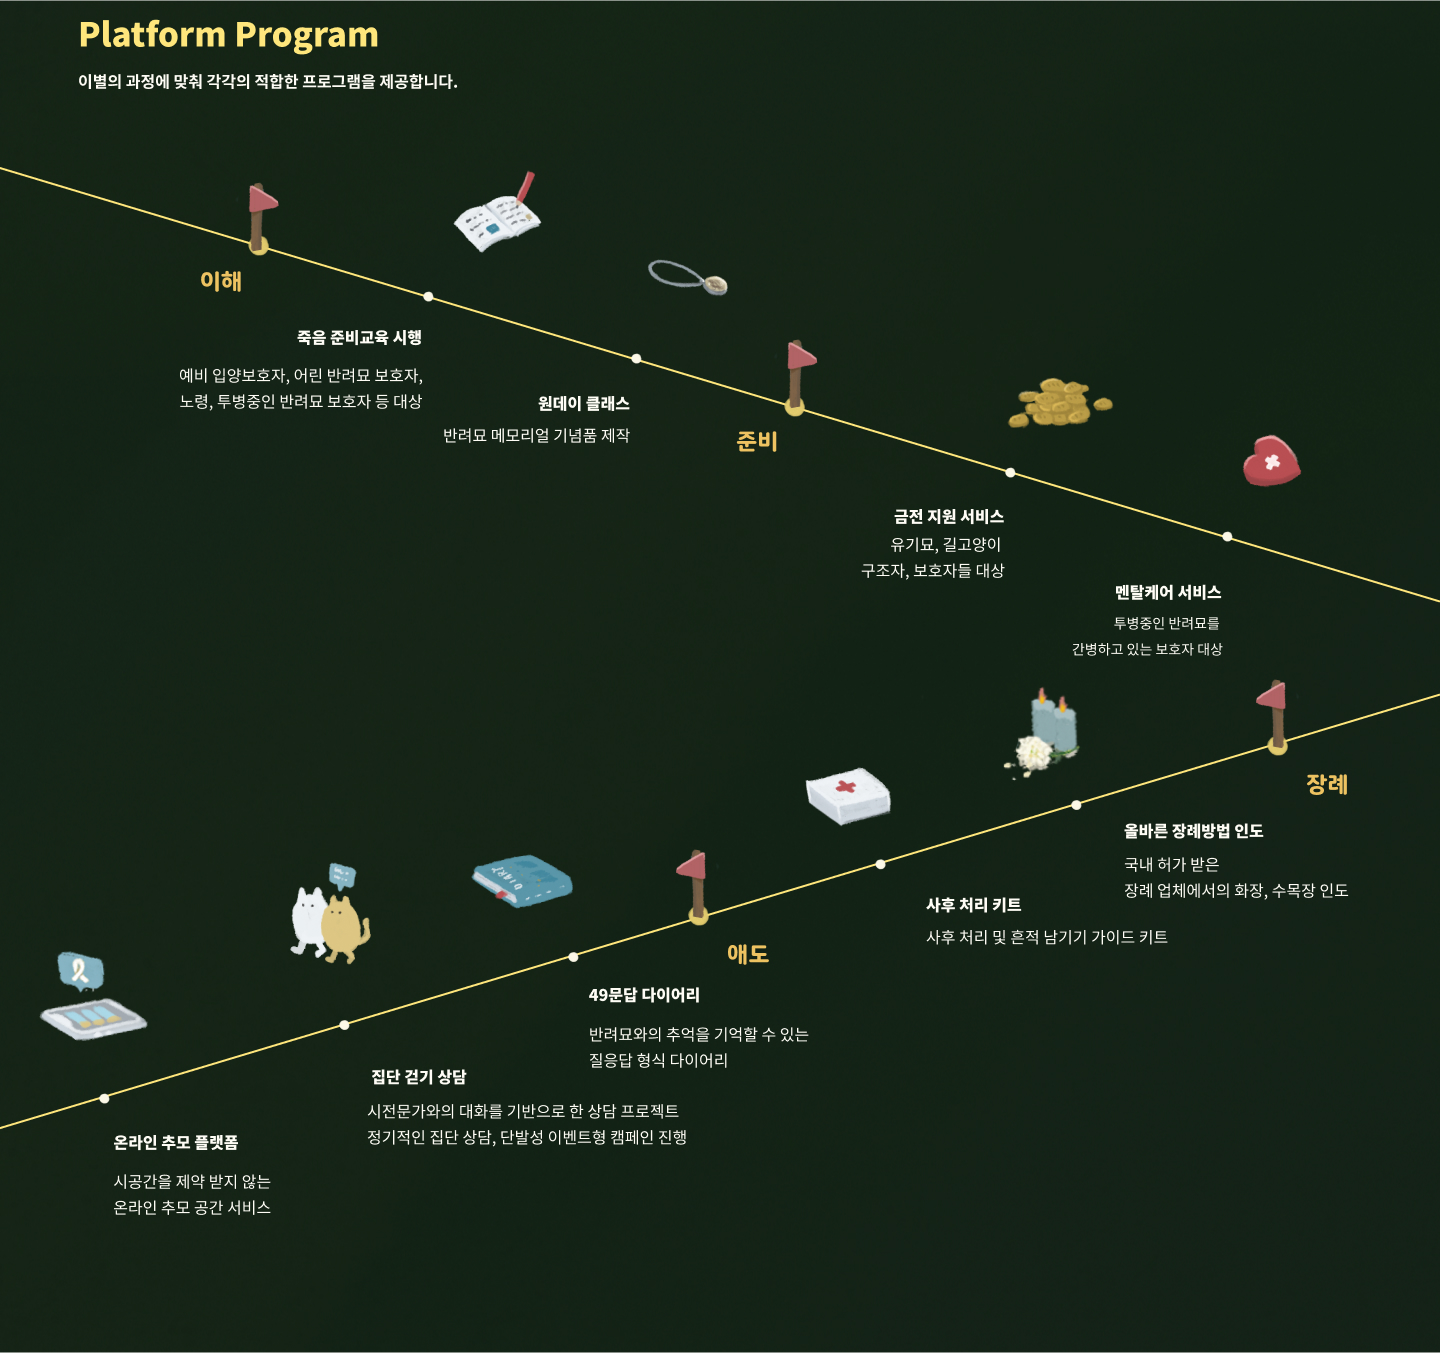 Platform Program
이별의 과정에 맞춰 각각의 적합한 프로그램을 제공합니다.
이해
죽음 준비교육 시행
예비 입양보호자, 어린 반려묘 보호자,
노령, 투병중인 반려묘 보호자 등 대상
원데이 클래스
반려묘 메모리얼 기념품 제작
준비
금전 지원 서비스
유기묘, 길고양이
구조자, 보호자들 대상
멘탈케어 서비스
투병중인 반려묘를
간병하고 있는 보호자 대상
장례
올바른 장례방법 인도
국내 허가 받은
장례 업체에서의 화장, 수목장 인도
사후 처리 키트
사후 처리 및 흔적 남기기 가이드 키트
애도
DIARY
49문답 다이어리
반려묘와의 추억을 기억할 수 있는
질응답 형식 다이어리
집단 걷기 상담
시전문가와의 대화를 기반으로 한 상담 프로젝트
정기적인 집단 상담, 단발성 이벤트형 캠페인 진행
온라인 추모 플랫폼
시공간을 제약 받지 않는
온라인 추모 공간 서비스